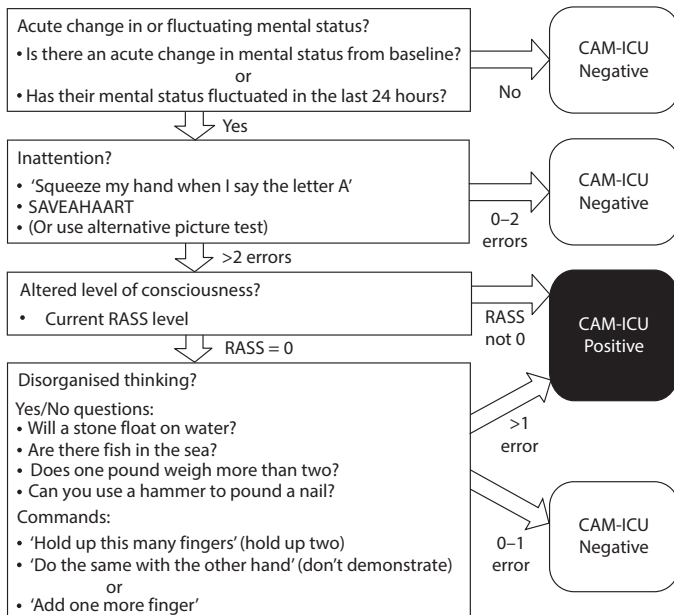 Acute change in or fluctuating mental status?
• Is there an acute change in mental status from baseline?
or
• Has their mental status fluctuated in the last 24 hours?
No
CAM-ICU
Negative
Yes
Inattention?
• ‘Squeeze my hand when I say the letter A’
• SAVEAHAART
• (Or use alternative picture test)
0–2
errors
CAM-ICU
Negative
>2 errors
Altered level of consciousness?
• Current RASS level
RASS
not 0
CAM-ICU
Positive
RASS = 0
Disorganised thinking?
Yes/No questions:
• Will a stone float on water?
• Are there fish in the sea?
• Does one pound weigh more than two?
• Can you use a hammer to pound a nail?
Commands:
• ‘Hold up this many fingers’ (hold up two)
• ‘Do the same with the other hand’ (don’t demonstrate)
or
• ‘Add one more finger’
>1
error
0–1
error
CAM-ICU
Negative